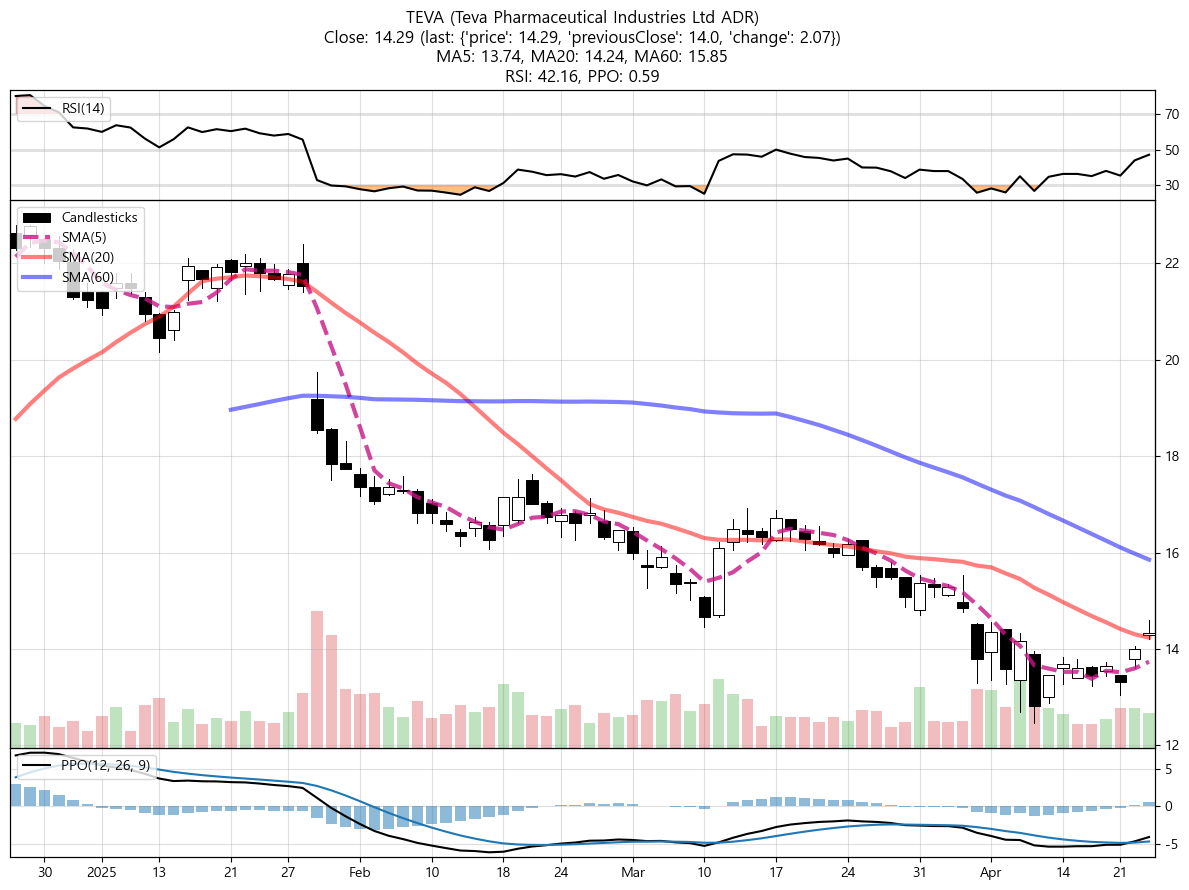 TEVA (Teva Pharmaceutical Industries Ltd ADR)
Close: 14.29 (last: {'price': 14.29, 'previousClose': 14.0, 'change': 2.07})
MA5: 13.74, MA20: 14.24, MA60: 15.85
RSI: 42.16, PPO: 0.59
RSI(14)
70
50
30
Candlesticks
SMA(5)
SMA(20)
SMA(60)
22
20
18
16
14
12
PPO(12, 26, 9)
5
0
-5
30 2025 13 21 27 Feb 10 18 24 Mar 10 17 24 31 Apr 14 21